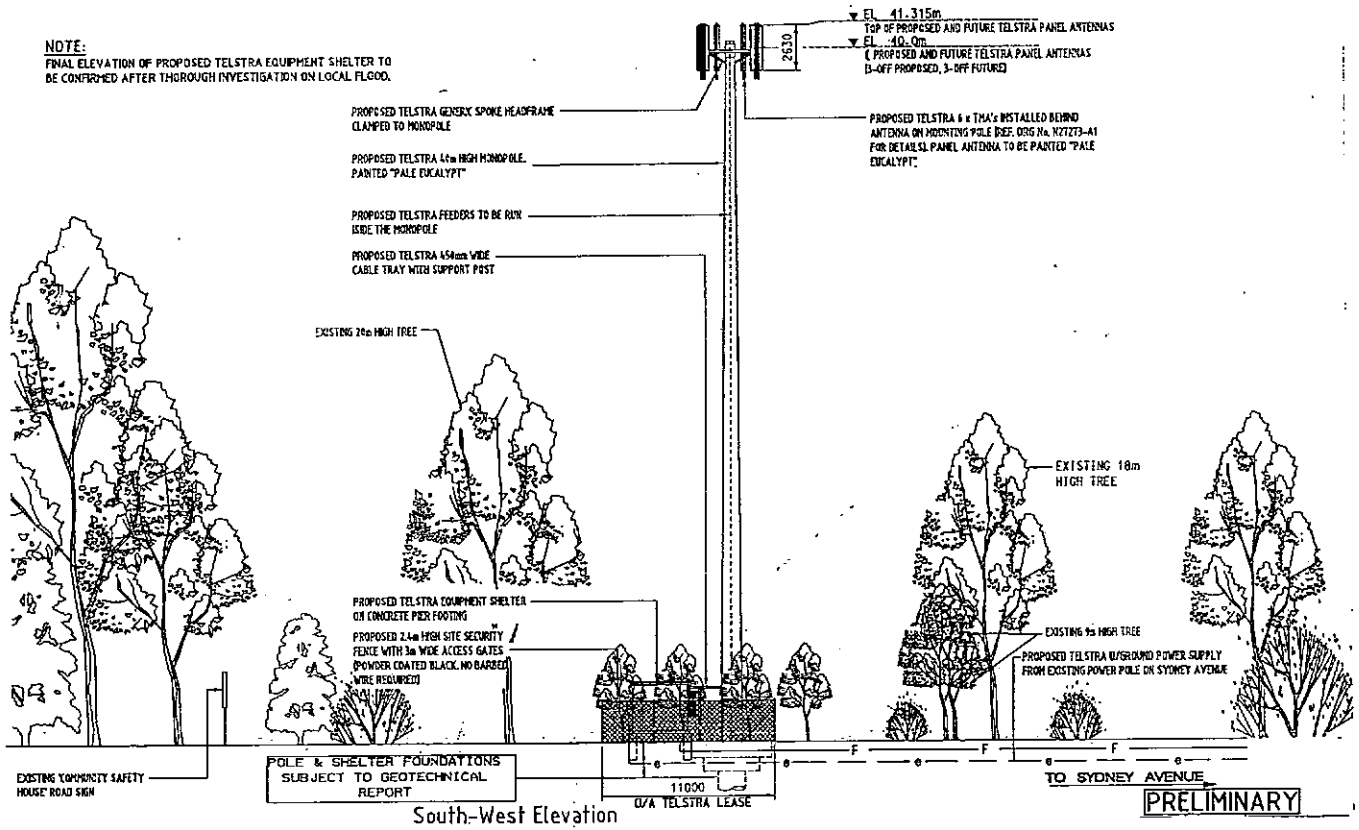 NOTE:
FINAL ELEVATION OF PROPOSED TELSTRA EQUIPMENT SHELTER TO
BE CONFIRMED AFTER THOROUGH INVESTIGATION ON LOCAL FLOOD.
EL 41.315m
TOP OF PROPOSED AND FUTURE TELSTRA PANEL ANTENNAS
EL 40.0m
PROPOSED AND FUTURE TELSTRA PANEL ANTENNAS
(3-OFF PROPOSED, 3-OFF FUTURE)
2630
PROPOSED TELSTRA GENERIC SPOKE HEADFRAME
CLAMPED TO MONOPOLE
PROPOSED TELSTRA 6 x TMA's INSTALLED BEHIND
ANTENNA ON MOUNTING POLE (REF. DRG No. N27273-A1
FOR DETAILS). PANEL ANTENNA TO BE PAINTED "PALE
EUCALYPT".
PROPOSED TELSTRA 40m HIGH MONOPOLE.
PAINTED "PALE EUCALYPT"
PROPOSED TELSTRA FEEDERS TO BE RUN
ISIDE THE MONOPOLE
PROPOSED TELSTRA 450mm WIDE
CABLE TRAY WITH SUPPORT POST
EXISTING 20m HIGH TREE
EXISTING 18m
HIGH TREE
PROPOSED TELSTRA EQUIPMENT SHELTER
ON CONCRETE PIER FOOTING
PROPOSED 2.4m HIGH SITE SECURITY
FENCE WITH 3m WIDE ACCESS GATES
(POWDER COATED BLACK. NO BARBED
WIRE REQUIRED)
EXISTING 9m HIGH TREE
PROPOSED TELSTRA U/GROUND POWER SUPPLY
FROM EXISTING POWER POLE ON SYDNEY AVENUE
F F F
e e e e e
EXISTING 'COMMUNITY SAFETY
HOUSE' ROAD SIGN
POLE & SHELTER FOUNDATIONS
SUBJECT TO GEOTECHNICAL
REPORT
11000
O/A TELSTRA LEASE
TO SYDNEY AVENUE
PRELIMINARY
South-West Elevation